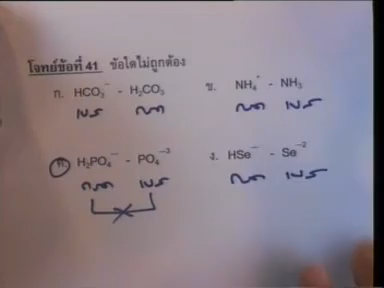 โจทย์ข้อที่ 41 ข้อใดไม่ถูกต้อง
ก. HCO₃⁻ - H₂CO₃ ข. NH₄⁺ - NH₃
เบส กรด กรด เบส
ค. H₂PO₄⁻ - PO₄⁻³ ง. HSe⁻ - Se⁻²
กรด เบส กรด เบส